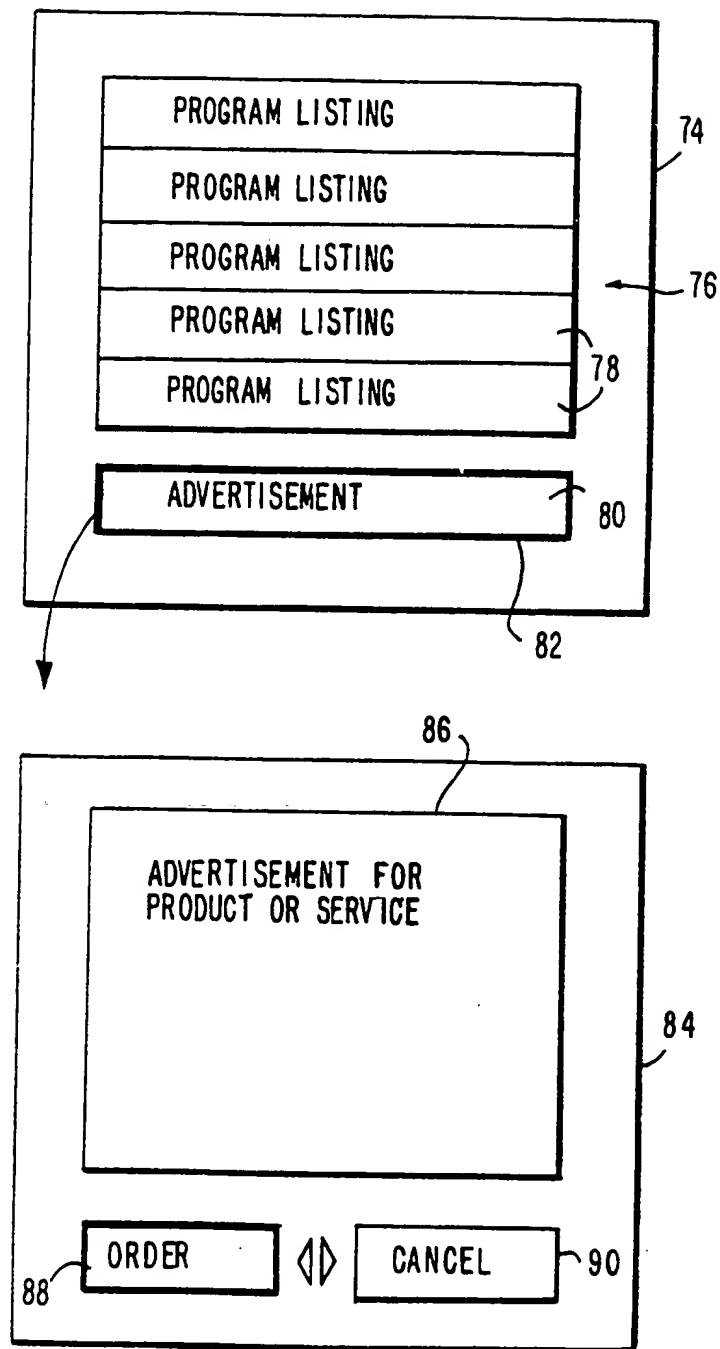 PROGRAM LISTING
74
PROGRAM LISTING
PROGRAM LISTING
76
PROGRAM LISTING
78
PROGRAM LISTING
ADVERTISEMENT
80
82
86
ADVERTISEMENT FOR
PRODUCT OR SERVICE
84
ORDER
CANCEL
90
88